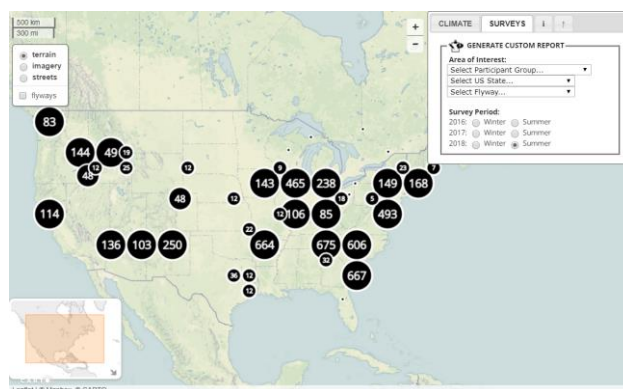 500 km
300 mi
terrain
imagery
streets
flyways
+
−
CLIMATE SURVEYS i !
GENERATE CUSTOM REPORT
Area of Interest:
Select Participant Group...
Select US State...
Select Flyway...
Survey Period:
2016: Winter Summer
2017: Winter Summer
2018: Winter Summer
83
144 49 19
12 25
48
12
48
114
136 103 250
9
143 465 238
12
12 106 85 18
22
664
36 12
12
23 7
149 168
5 493
675 606
32
667